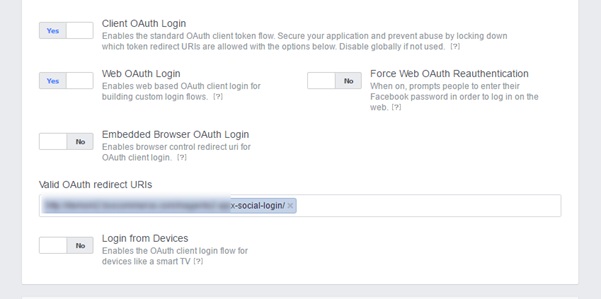 Client OAuth Login
Yes
Enables the standard OAuth client token flow. Secure your application and prevent abuse by locking down
which token redirect URIs are allowed with the options below. Disable globally if not used. [?]
Web OAuth Login
Yes
Enables web based OAuth client login for
building custom login flows. [?]
Force Web OAuth Reauthentication
No
When on, prompts people to enter their
Facebook password in order to log in on the
web. [?]
Embedded Browser OAuth Login
No
Enables browser control redirect uri for
OAuth client login. [?]
Valid OAuth redirect URIs
x-social-login/ ×
Login from Devices
No
Enables the OAuth client login flow for
devices like a smart TV [?]